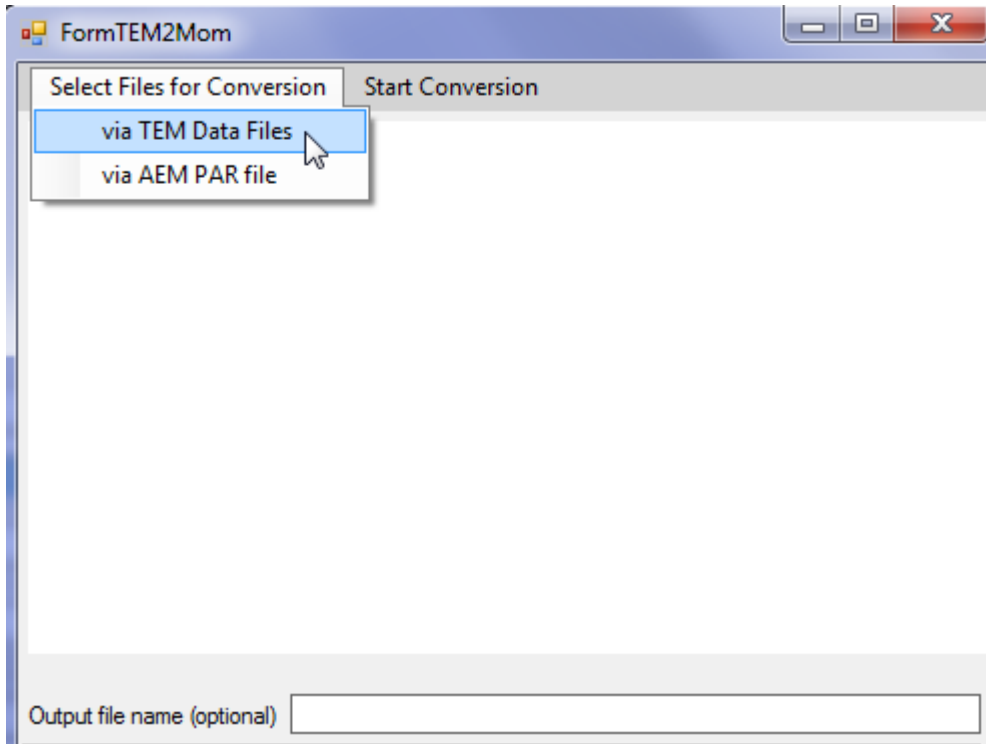 FormTEM2Mom
Select Files for Conversion Start Conversion
via TEM Data Files
via AEM PAR file
Output file name (optional)